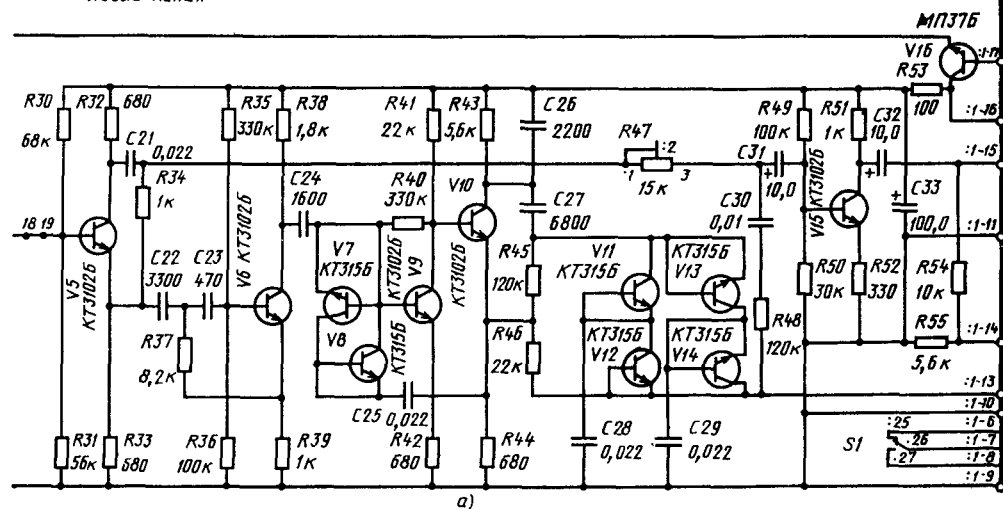 МП37Б
V16
:1-17
R53
100
:1-16
R30
68к
R32
680
R35
330к
R38
1,8к
R41
22к
R43
5,6к
C26
2200
R47
:2
:1
15к
3
R49
100к
R51
1к
C32
10,0
:1-15
C21
0,022
R34
1к
C24
1600
R40
330к
V10
C27
6800
C31
10,0
C30
0,01
V15
КТ3102Б
C33
100,0
:1-11
18 19
V5
КТ3102Б
C22
3300
C23
470
V6
КТ3102Б
V7
КТ315Б
КТ3102Б
V9
КТ3102Б
R45
120к
V11
КТ315Б
КТ315Б
V13
R50
30к
R52
330
R54
10к
R37
8,2к
V8
КТ315Б
R46
22к
КТ315Б
V12
КТ315Б
V14
R48
120к
R55
5,6к
:1-14
C25
0,022
:1-13
:1-10
R31
56к
R33
680
R36
100к
R39
1к
R42
680
R44
680
C28
0,022
C29
0,022
S1
:25
:26
:27
:1-6
:1-7
:1-8
:1-9
а)